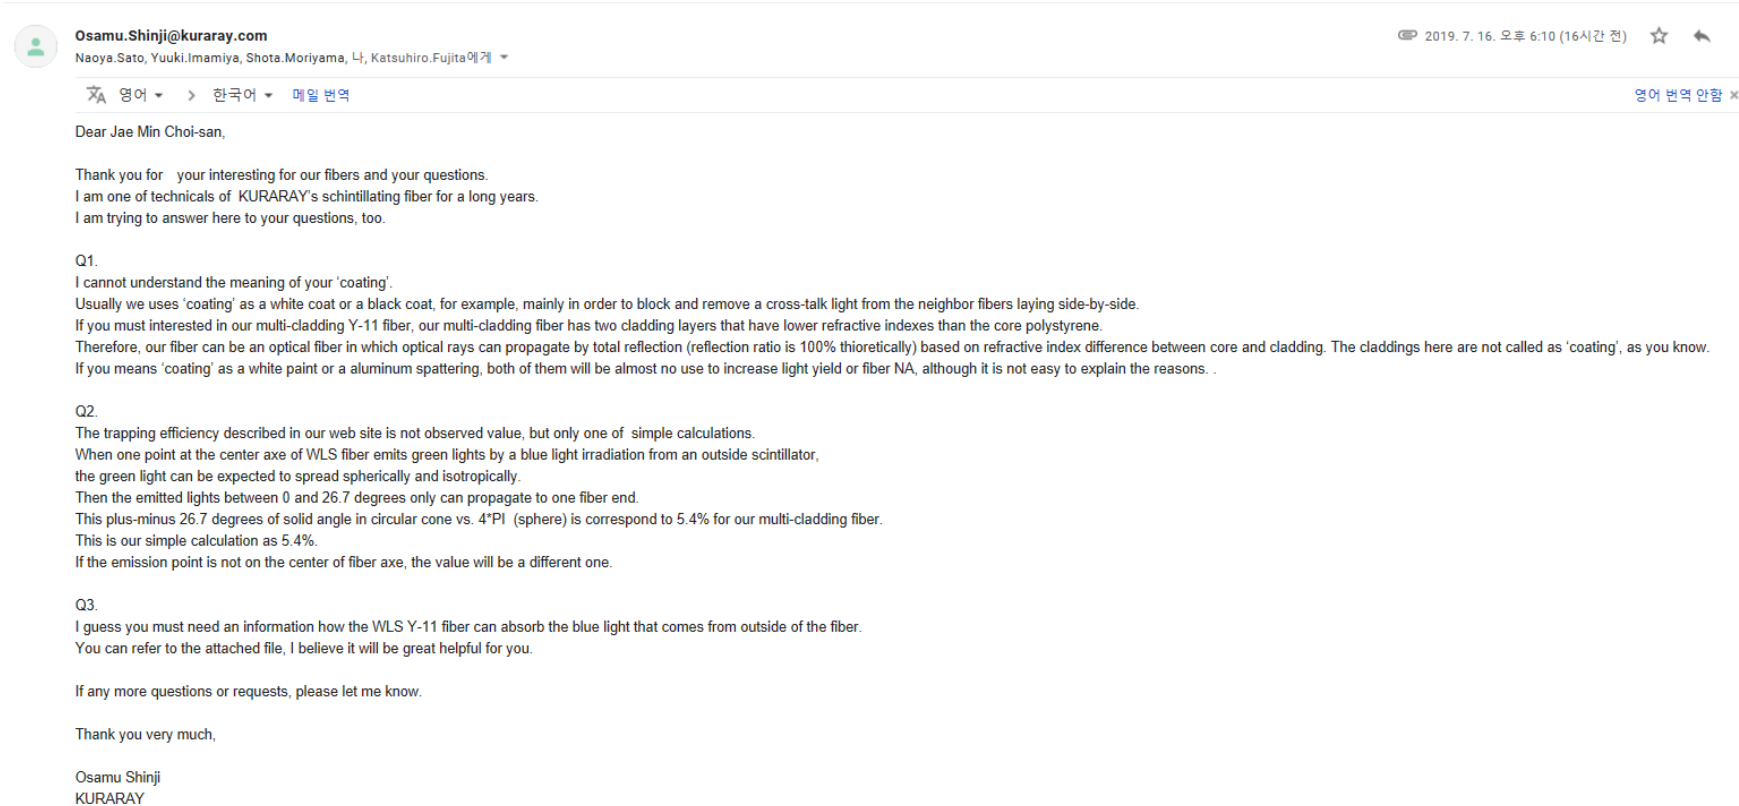 Osamu.Shinji@kuraray.com
2019. 7. 16. 오후 6:10 (16시간 전)
Naoya.Sato, Yuuki.Imamiya, Shota.Moriyama, 나, Katsuhiro.Fujita에게
영어 > 한국어 메일 번역
영어 번역 안함 ×
Dear Jae Min Choi-san,
Thank you for your interesting for our fibers and your questions.
I am one of technicals of KURARAY's schintillating fiber for a long years.
I am trying to answer here to your questions, too.
Q1.
I cannot understand the meaning of your ‘coating’.
Usually we uses ‘coating’ as a white coat or a black coat, for example, mainly in order to block and remove a cross-talk light from the neighbor fibers laying side-by-side.
If you must interested in our multi-cladding Y-11 fiber, our multi-cladding fiber has two cladding layers that have lower refractive indexes than the core polystyrene.
Therefore, our fiber can be an optical fiber in which optical rays can propagate by total reflection (reflection ratio is 100% thioretically) based on refractive index difference between core and cladding. The claddings here are not called as ‘coating’, as you know.
If you means ‘coating’ as a white paint or a aluminum spattering, both of them will be almost no use to increase light yield or fiber NA, although it is not easy to explain the reasons. .
Q2.
The trapping efficiency described in our web site is not observed value, but only one of simple calculations.
When one point at the center axe of WLS fiber emits green lights by a blue light irradiation from an outside scintillator,
the green light can be expected to spread spherically and isotropically.
Then the emitted lights between 0 and 26.7 degrees only can propagate to one fiber end.
This plus-minus 26.7 degrees of solid angle in circular cone vs. 4*PI (sphere) is correspond to 5.4% for our multi-cladding fiber.
This is our simple calculation as 5.4%.
If the emission point is not on the center of fiber axe, the value will be a different one.
Q3.
I guess you must need an information how the WLS Y-11 fiber can absorb the blue light that comes from outside of the fiber.
You can refer to the attached file, I believe it will be great helpful for you.
If any more questions or requests, please let me know.
Thank you very much,
Osamu Shinji
KURARAY